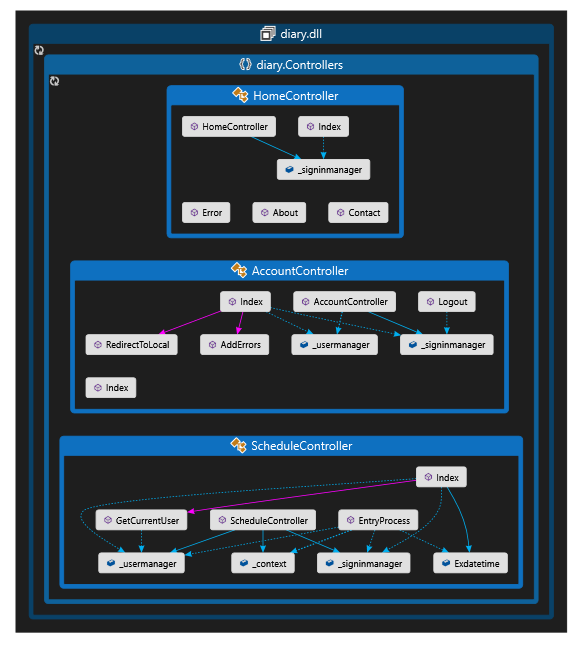 diary.dll
diary.Controllers
HomeController
HomeController
Index
_signinmanager
Error
About
Contact
AccountController
Index
AccountController
Logout
RedirectToLocal
AddErrors
_usermanager
_signinmanager
Index
ScheduleController
Index
GetCurrentUser
ScheduleController
EntryProcess
_usermanager
_context
_signinmanager
Exdatetime